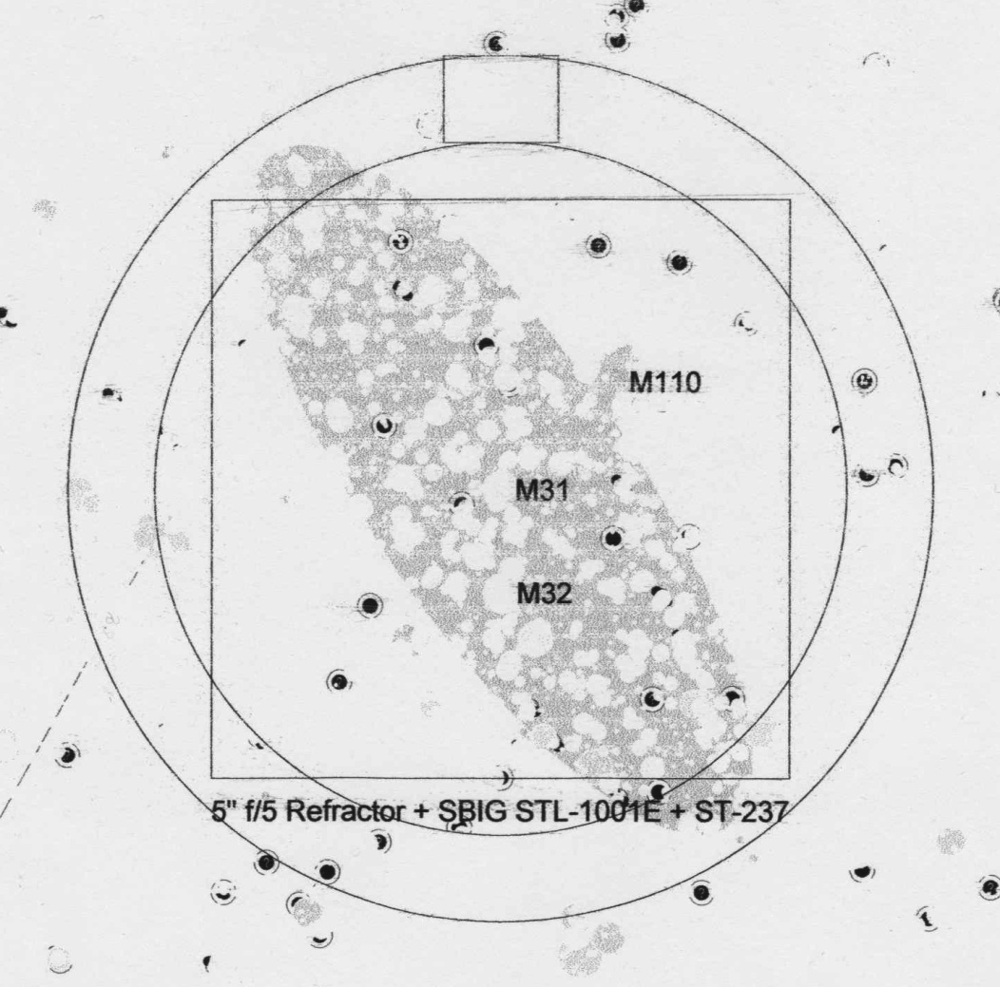 M110
M31
M32
5" f/5 Refractor + SBIG STL-1001E + ST-237